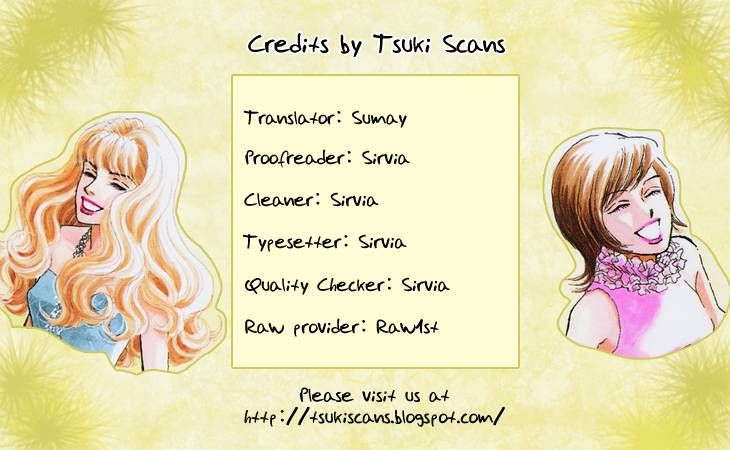 Credits by Tsuki Scans
Translator: Sumay
Proofreader: Sirvia
Cleaner: Sirvia
Typesetter: Sirvia
Quality Checker: Sirvia
Raw provider: Raw1st
Please visit us at
http://tsukiscans.blogspot.com/